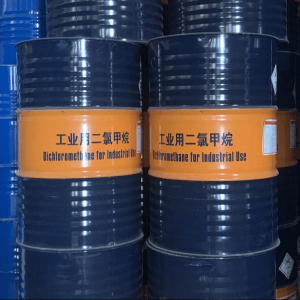 工业用二氯甲烷
Dichloromethane for Industrial Use
工业用二氯甲烷
Dichloromethane for Industrial Use